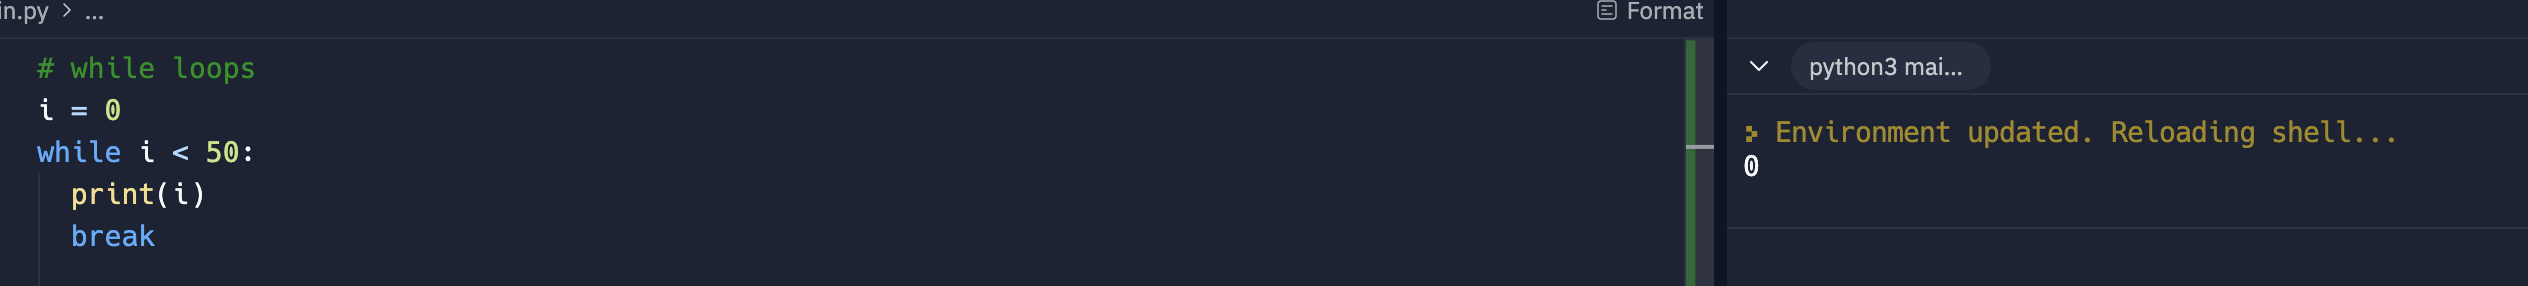 in.py > ...
Format
# while loops
i = 0
while i < 50:
  print(i)
  break
python3 mai...
Environment updated. Reloading shell...
0